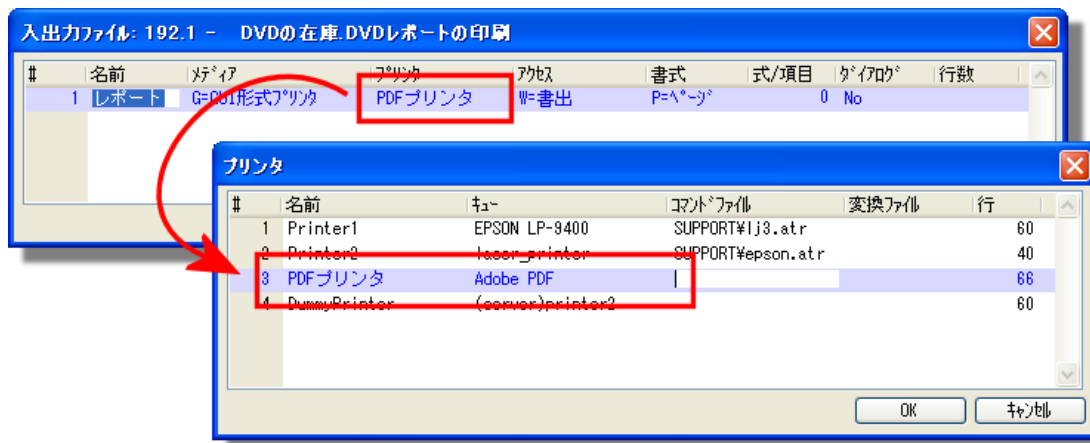 入出力ファイル: 192.1 - DVDの在庫.DVDレポートの印刷
# 名前 メディア プリンタ アクセス 書式 式/項目 ダイアログ 行数
1 レポート G=GUI形式プリンタ PDFプリンタ W=書出 P=ページ 0 No
プリンタ
# 名前 キュー コマンドファイル 変換ファイル 行
1 Printer1 EPSON LP-9400 SUPPORT¥lj3.atr 60
2 Printer2 laser_printer SUPPORT¥epson.atr 40
3 PDFプリンタ Adobe PDF 66
4 DummyPrinter (server)printer2 60
OK キャンセル